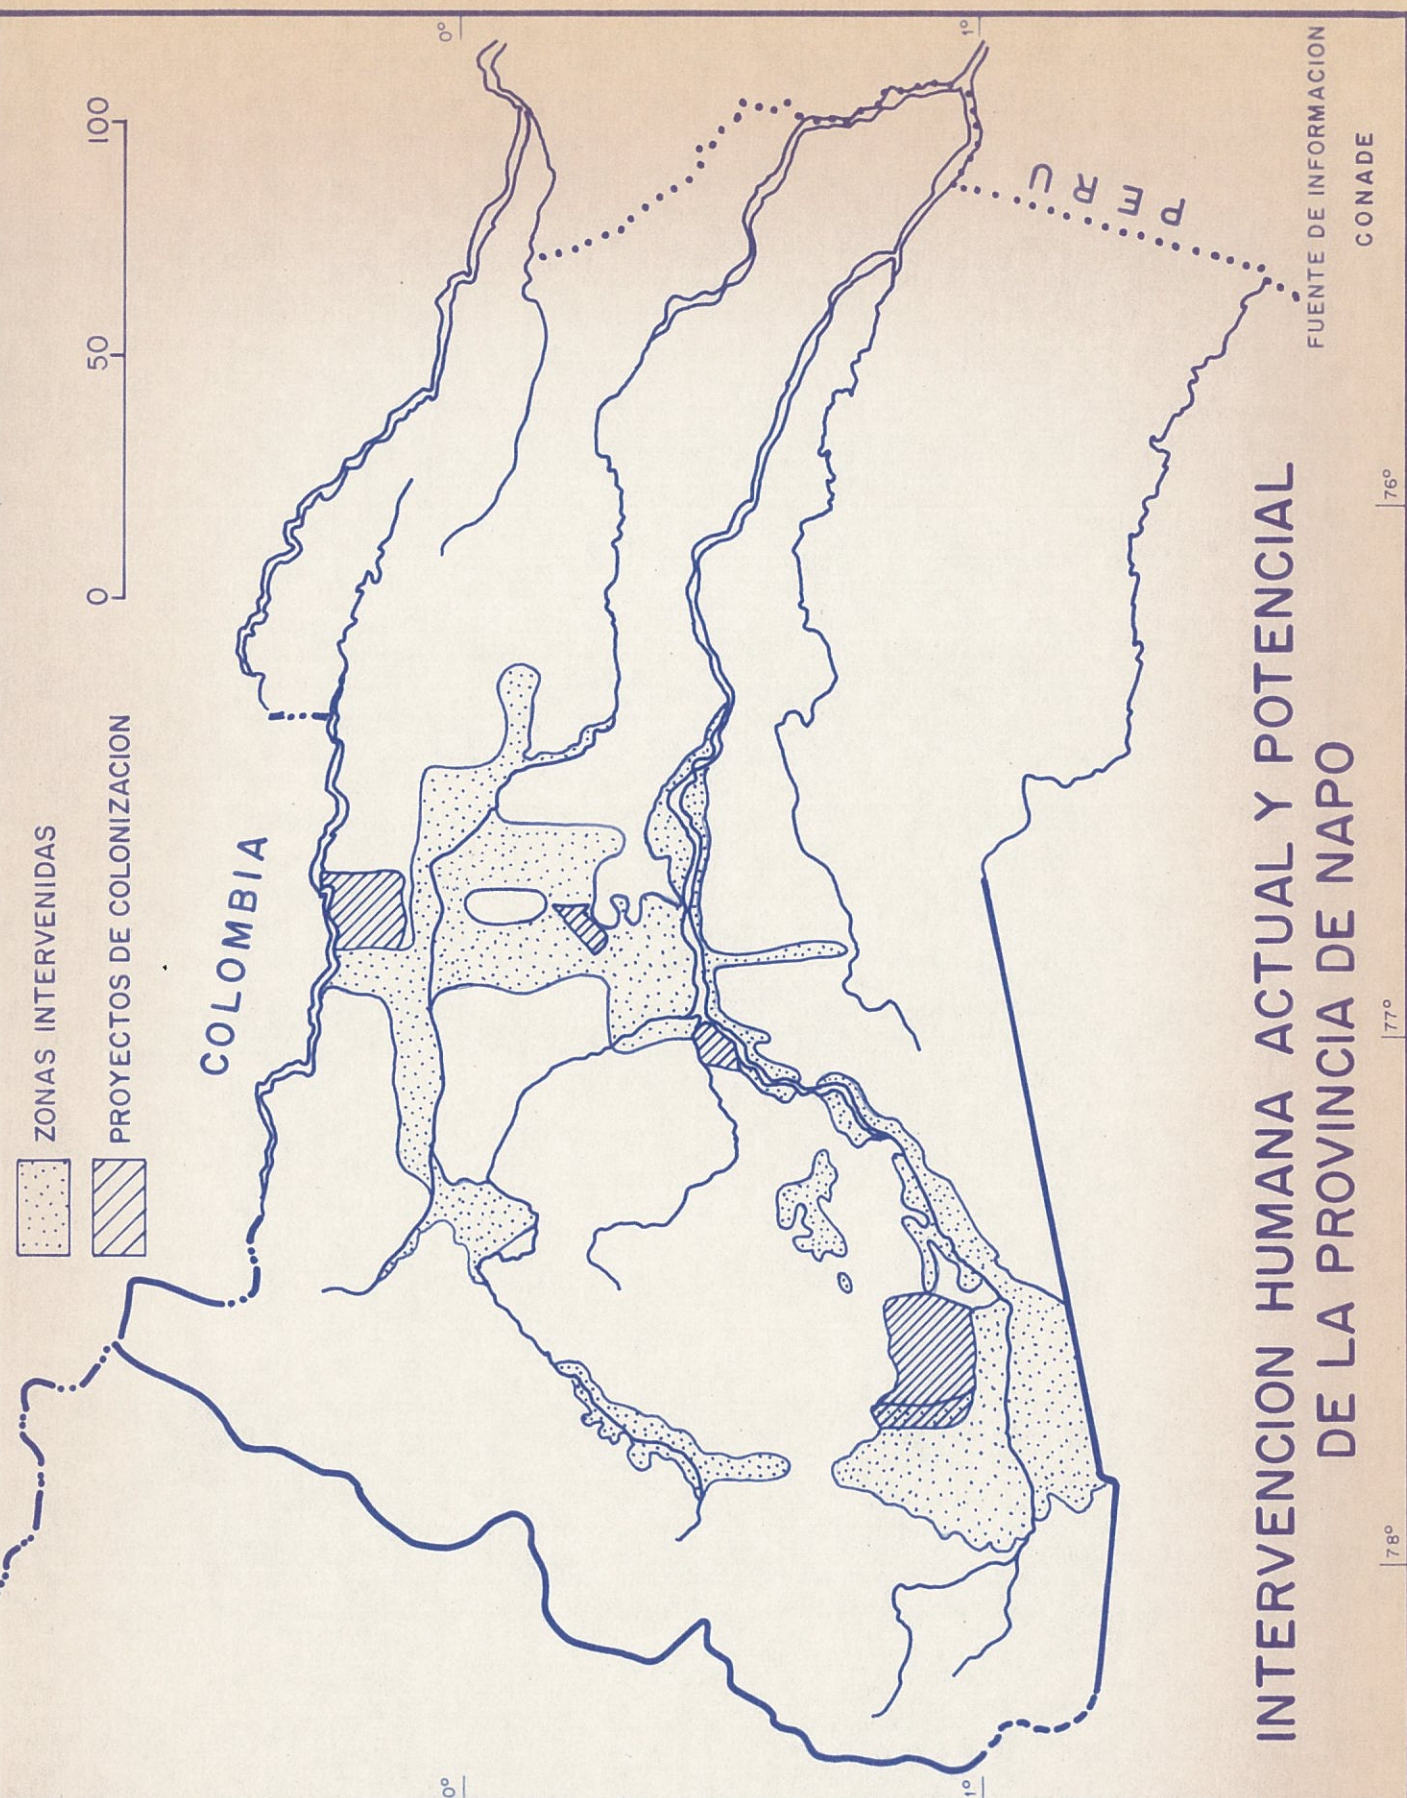 ZONAS INTERVENIDAS
PROYECTOS DE COLONIZACION
0 50 100
COLOMBIA
0°
0°
1°
1°
PERU
INTERVENCION HUMANA ACTUAL Y POTENCIAL
DE LA PROVINCIA DE NAPO
FUENTE DE INFORMACION
CONADE
78°
77°
76°